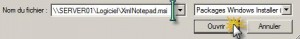 Nom du fichier : \\SERVER01\Logiciel\XmlNotepad.msi Packages Windows Installer (
Ouvrir Annuler